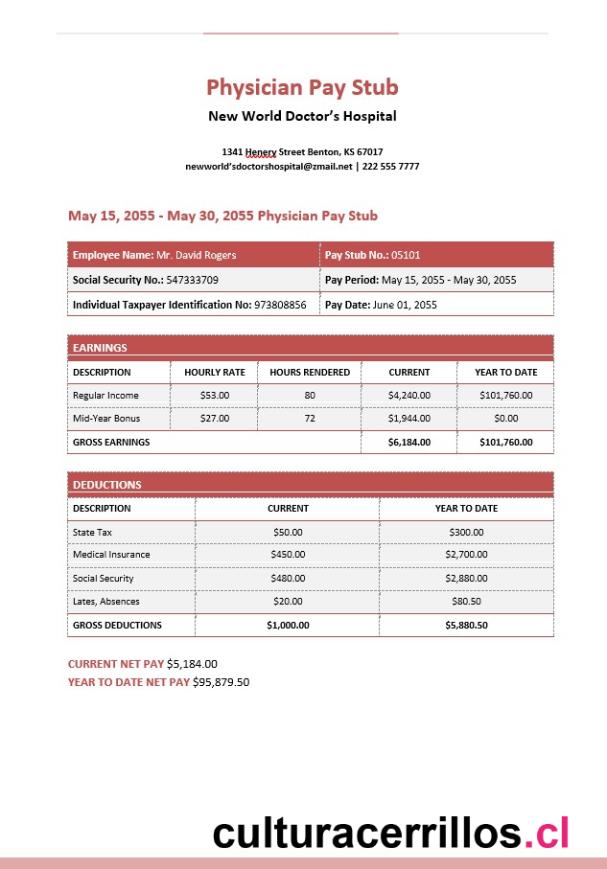 Physician Pay Stub
New World Doctor's Hospital
1341 Henery Street Benton, KS 67017
newworld'sdoctorshospital@zmail.net | 222 555 7777
May 15, 2055 - May 30, 2055 Physician Pay Stub
Employee Name: Mr. David Rogers Pay Stub No.: 05101
Social Security No.: 547333709 Pay Period: May 15, 2055 - May 30, 2055
Individual Taxpayer Identification No: 973808856 Pay Date: June 01, 2055
EARNINGS
DESCRIPTION HOURLY RATE HOURS RENDERED CURRENT YEAR TO DATE
Regular Income $53.00 80 $4,240.00 $101,760.00
Mid-Year Bonus $27.00 72 $1,944.00 $0.00
GROSS EARNINGS $6,184.00 $101,760.00
DEDUCTIONS
DESCRIPTION CURRENT YEAR TO DATE
State Tax $50.00 $300.00
Medical Insurance $450.00 $2,700.00
Social Security $480.00 $2,880.00
Lates, Absences $20.00 $80.50
GROSS DEDUCTIONS $1,000.00 $5,880.50
CURRENT NET PAY $5,184.00
YEAR TO DATE NET PAY $95,879.50
culturacerrillos.cl